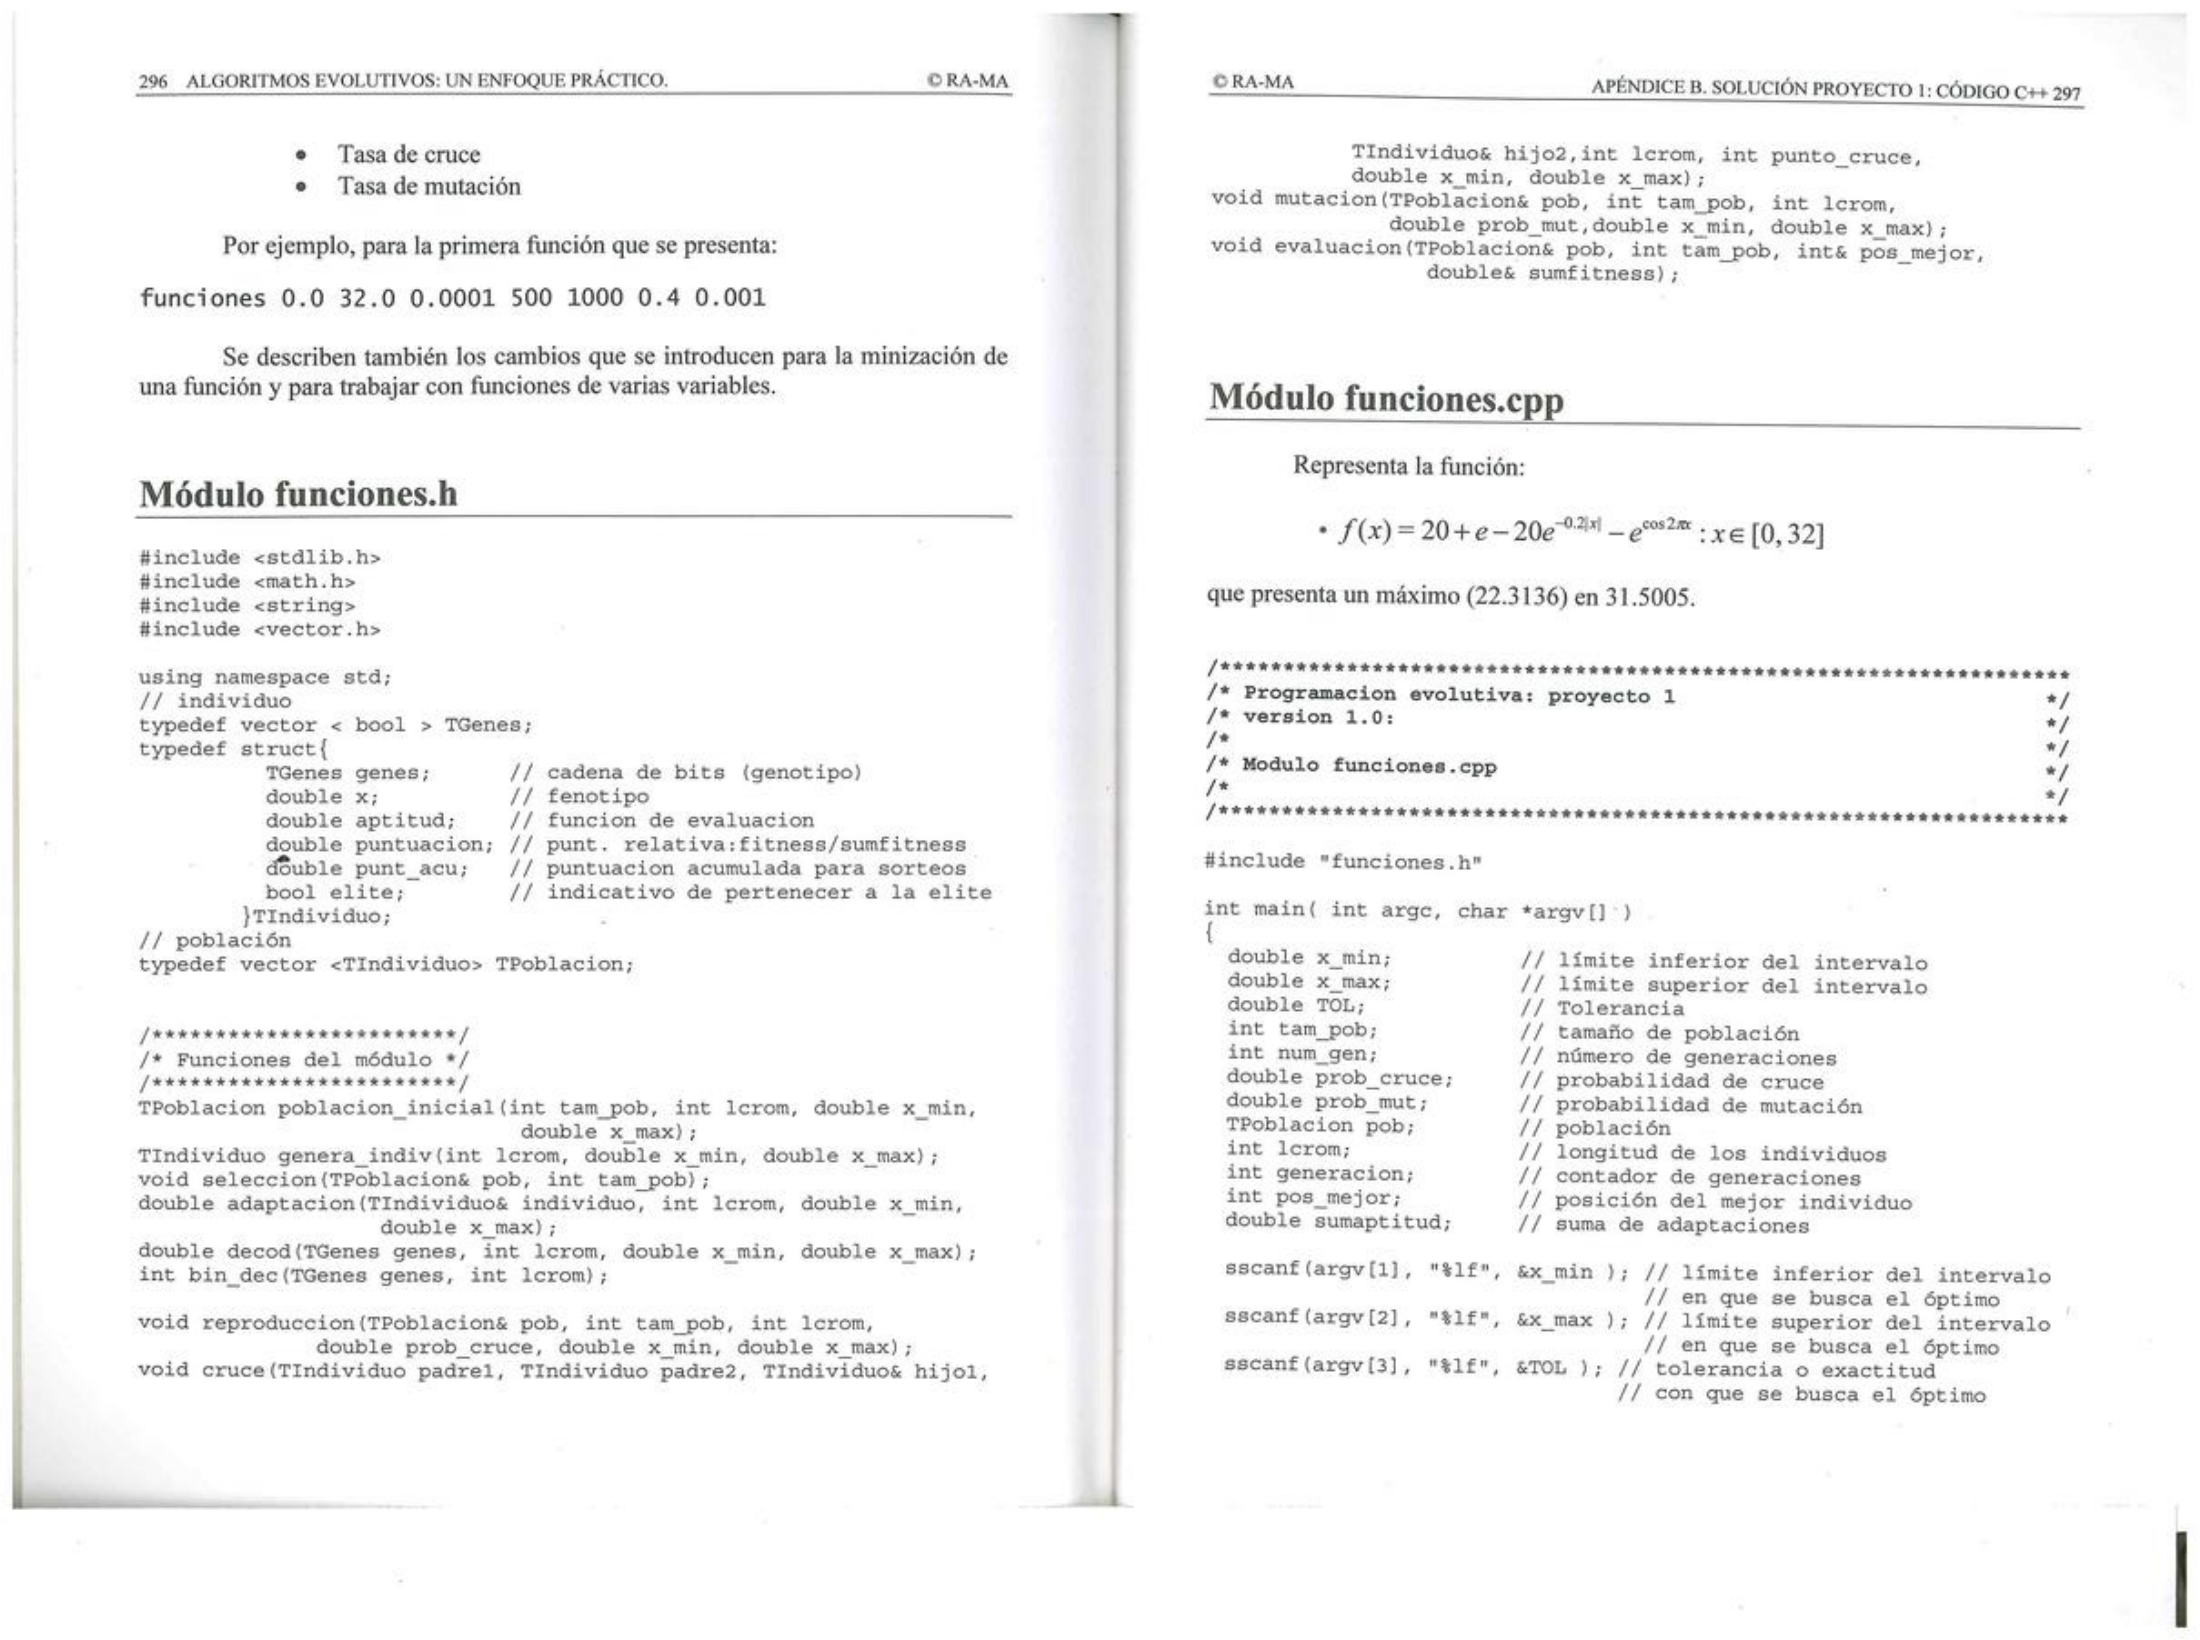 296 ALGORITMOS EVOLUTIVOS: UN ENFOQUE PRÁCTICO. © RA-MA
• Tasa de cruce
• Tasa de mutación
Por ejemplo, para la primera función que se presenta:
funciones 0.0 32.0 0.0001 500 1000 0.4 0.001
Se describen también los cambios que se introducen para la minización de
una función y para trabajar con funciones de varias variables.
Módulo funciones.h
#include <stdlib.h>
#include <math.h>
#include <string>
#include <vector.h>
using namespace std;
// individuo
typedef vector < bool > TGenes;
typedef struct{
TGenes genes; // cadena de bits (genotipo)
double x; // fenotipo
double aptitud; // funcion de evaluacion
double puntuacion; // punt. relativa:fitness/sumfitness
double punt_acu; // puntuacion acumulada para sorteos
bool elite; // indicativo de pertenecer a la elite
}TIndividuo;
// población
typedef vector <TIndividuo> TPoblacion;
/************************/
/* Funciones del módulo */
/************************/
TPoblacion poblacion_inicial(int tam_pob, int lcrom, double x_min,
double x_max);
TIndividuo genera_indiv(int lcrom, double x_min, double x_max);
void seleccion(TPoblacion& pob, int tam_pob);
double adaptacion(TIndividuo& individuo, int lcrom, double x_min,
double x_max);
double decod(TGenes genes, int lcrom, double x_min, double x_max);
int bin_dec(TGenes genes, int lcrom);
void reproduccion(TPoblacion& pob, int tam_pob, int lcrom,
double prob_cruce, double x_min, double x_max);
void cruce(TIndividuo padre1, TIndividuo padre2, TIndividuo& hijo1,
© RA-MA APÉNDICE B. SOLUCIÓN PROYECTO 1: CÓDIGO C++ 297
TIndividuo& hijo2,int lcrom, int punto_cruce,
double x_min, double x_max);
void mutacion(TPoblacion& pob, int tam_pob, int lcrom,
double prob_mut,double x_min, double x_max);
void evaluacion(TPoblacion& pob, int tam_pob, int& pos_mejor,
double& sumfitness);
Módulo funciones.cpp
Representa la función:
• f(x) = 20 + e − 20e^{−0.2|x|} − e^{cos 2πx} : x ∈ [0, 32]
que presenta un máximo (22.3136) en 31.5005.
/*******************************************************************
/* Programacion evolutiva: proyecto 1 */
/* version 1.0: */
/* */
/* Modulo funciones.cpp */
/* */
/*******************************************************************
#include "funciones.h"
int main( int argc, char *argv[] )
{
double x_min; // límite inferior del intervalo
double x_max; // límite superior del intervalo
double TOL; // Tolerancia
int tam_pob; // tamaño de población
int num_gen; // número de generaciones
double prob_cruce; // probabilidad de cruce
double prob_mut; // probabilidad de mutación
TPoblacion pob; // población
int lcrom; // longitud de los individuos
int generacion; // contador de generaciones
int pos_mejor; // posición del mejor individuo
double sumaptitud; // suma de adaptaciones
sscanf(argv[1], "%lf", &x_min ); // límite inferior del intervalo
// en que se busca el óptimo
sscanf(argv[2], "%lf", &x_max ); // límite superior del intervalo
// en que se busca el óptimo
sscanf(argv[3], "%lf", &TOL ); // tolerancia o exactitud
// con que se busca el óptimo